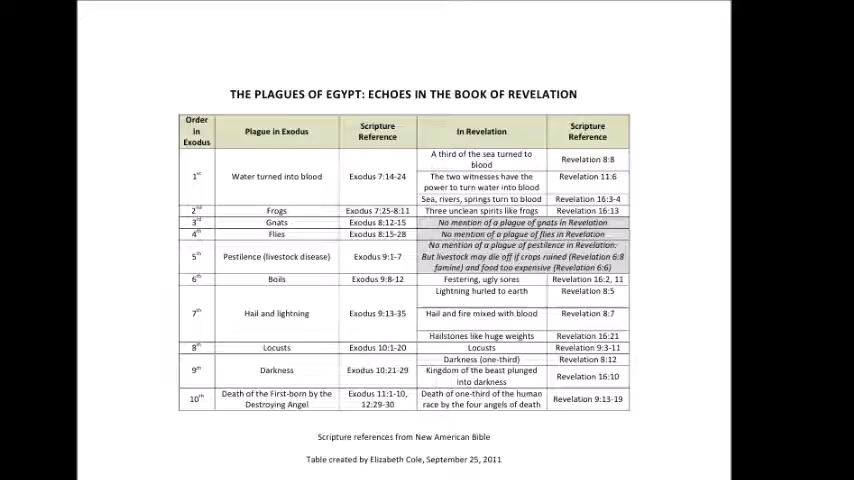 THE PLAGUES OF EGYPT: ECHOES IN THE BOOK OF REVELATION
Order in Exodus Plague in Exodus Scripture Reference In Revelation Scripture Reference
1st Water turned into blood Exodus 7:14-24 A third of the sea turned to blood Revelation 8:8
The two witnesses have the power to turn water into blood Revelation 11:6
Sea, rivers, springs turn to blood Revelation 16:3-4
2nd Frogs Exodus 7:25-8:11 Three unclean spirits like frogs Revelation 16:13
3rd Gnats Exodus 8:12-15 No mention of a plague of gnats in Revelation
4th Flies Exodus 8:15-28 No mention of a plague of flies in Revelation
5th Pestilence (livestock disease) Exodus 9:1-7 No mention of a plague of pestilence in Revelation: But livestock may die off if crops ruined (Revelation 6:8 famine) and food too expensive (Revelation 6:6)
6th Boils Exodus 9:8-12 Festering, ugly sores Revelation 16:2, 11
7th Hail and lightning Exodus 9:13-35 Lightning hurled to earth Revelation 8:5
Hail and fire mixed with blood Revelation 8:7
Hailstones like huge weights Revelation 16:21
8th Locusts Exodus 10:1-20 Locusts Revelation 9:3-11
9th Darkness Exodus 10:21-29 Darkness (one-third) Revelation 8:12
Kingdom of the beast plunged into darkness Revelation 16:10
10th Death of the First-born by the Destroying Angel Exodus 11:1-10, 12:29-30 Death of one-third of the human race by the four angels of death Revelation 9:13-19
Scripture references from New American Bible
Table created by Elizabeth Cole, September 25, 2011